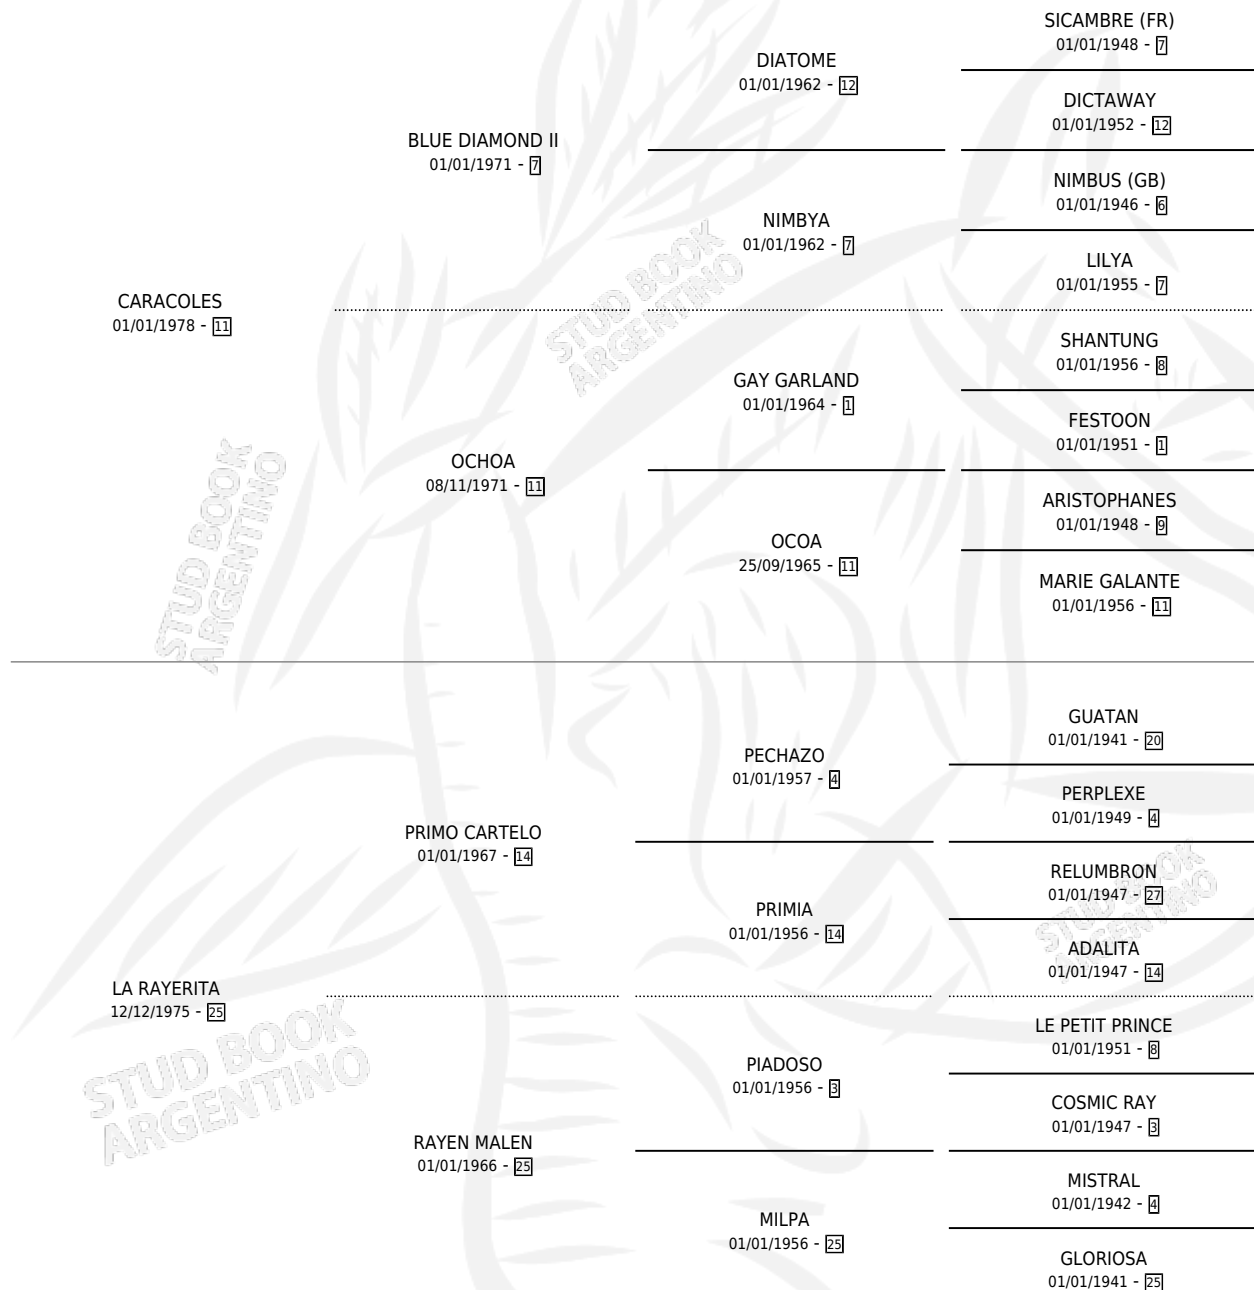 SICAMBRE (FR)
01/01/1948 - 7
DIATOME
01/01/1962 - 12
DICTAWAY
01/01/1952 - 12
BLUE DIAMOND II
01/01/1971 - 7
NIMBUS (GB)
01/01/1946 - 6
NIMBYA
01/01/1962 - 7
LILYA
01/01/1955 - 7
CARACOLES
01/01/1978 - 11
SHANTUNG
01/01/1956 - 8
GAY GARLAND
01/01/1964 - 1
FESTOON
01/01/1951 - 1
OCHOA
08/11/1971 - 11
ARISTOPHANES
01/01/1948 - 9
OCOA
25/09/1965 - 11
MARIE GALANTE
01/01/1956 - 11
STUD BOOK
ARGENTINO
STUD BOOK
ARGENTINO
GUATAN
01/01/1941 - 20
PECHAZO
01/01/1957 - 4
PERPLEXE
01/01/1949 - 4
PRIMO CARTELO
01/01/1967 - 14
RELUMBRON
01/01/1947 - 27
PRIMIA
01/01/1956 - 14
ADALITA
01/01/1947 - 14
LA RAYERITA
12/12/1975 - 25
LE PETIT PRINCE
01/01/1951 - 8
PIADOSO
01/01/1956 - 3
COSMIC RAY
01/01/1947 - 3
RAYEN MALEN
01/01/1966 - 25
MISTRAL
01/01/1942 - 4
MILPA
01/01/1956 - 25
GLORIOSA
01/01/1941 - 25
STUD BOOK
ARGENTINO
STUD BOOK
ARGENTINO